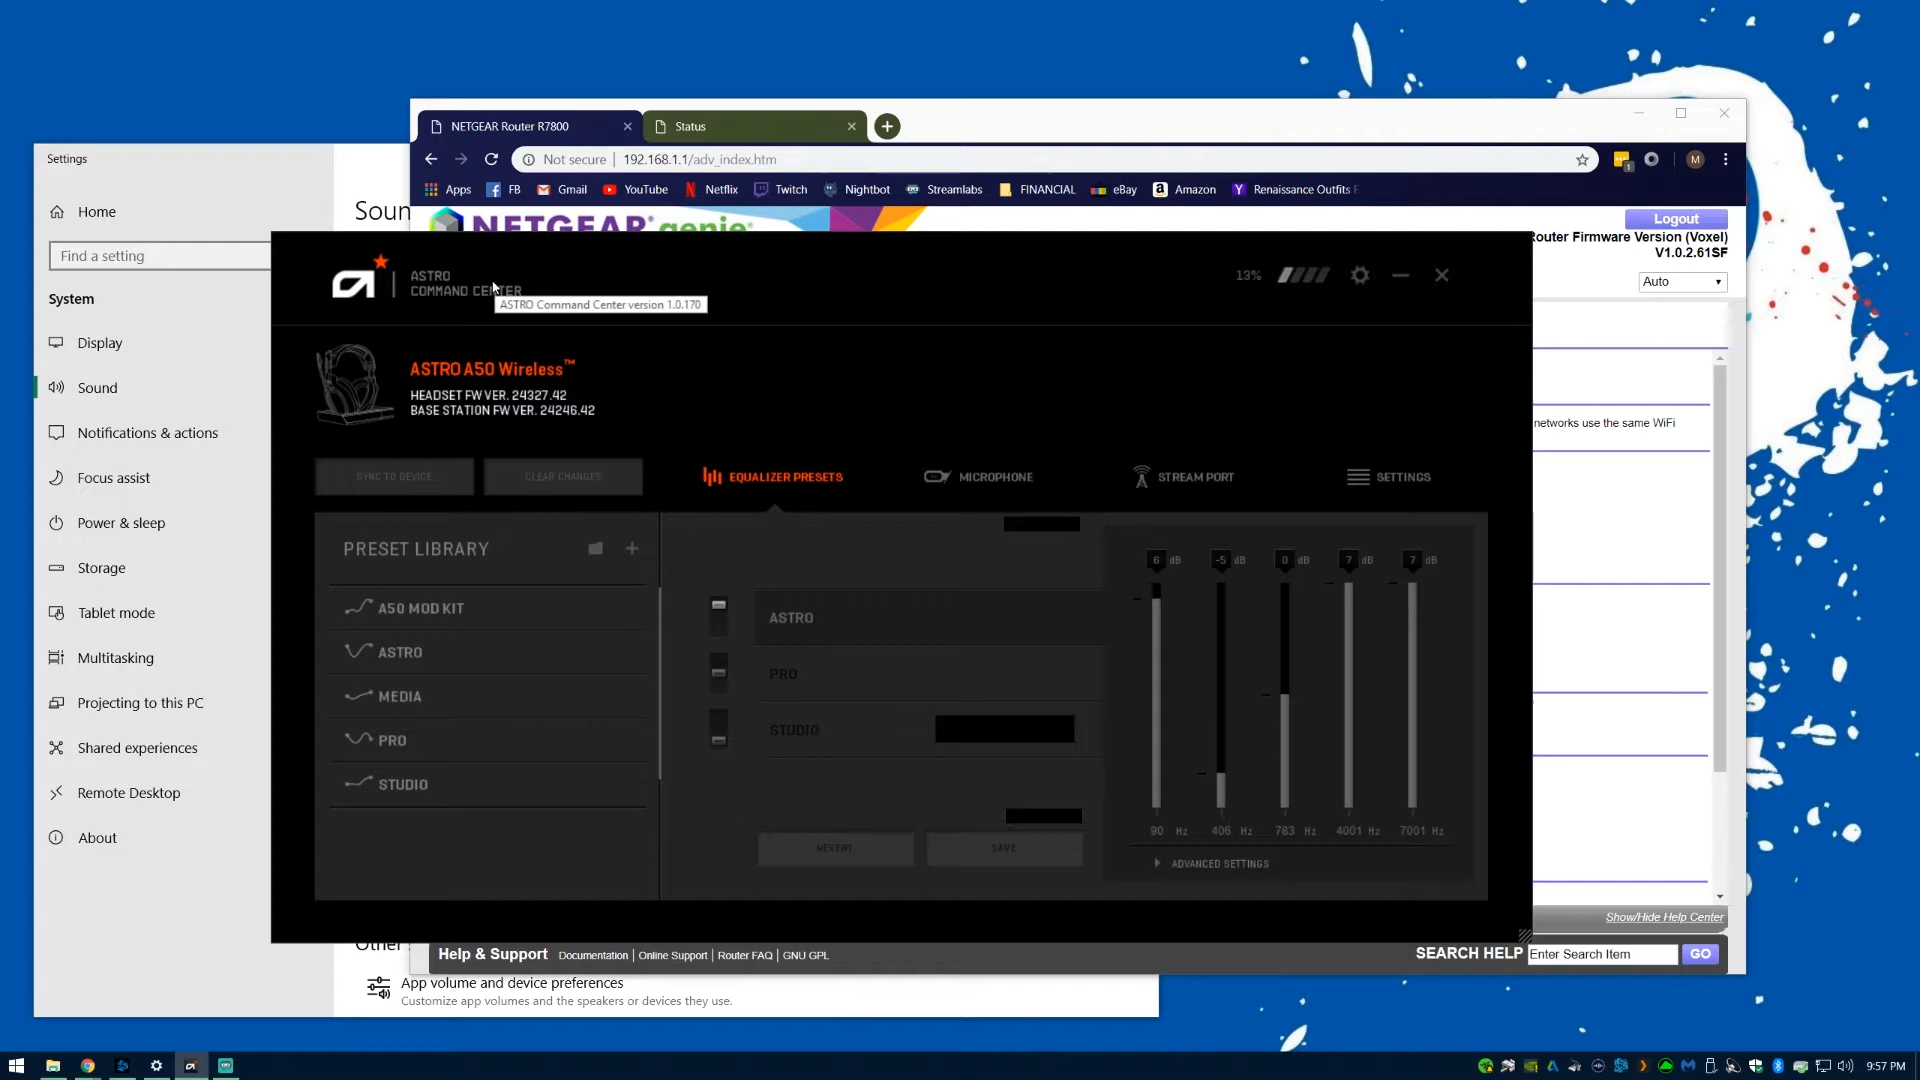 NETGEAR Router R7800
Status
Settings
Not secure
192.168.1.1/adv_index.htm
M
Apps
FB
Gmail
YouTube
Netflix
Twitch
Nightbot
Streamlabs
FINANCIAL
eBay
Amazon
Renaissance Outfits F
Home
Soun
NETGEAR genie
Logout
Router Firmware Version (Voxel)
V1.0.2.61SF
Auto
Find a setting
System
Display
Sound
Notifications & actions
Focus assist
Power & sleep
Storage
Tablet mode
Multitasking
Projecting to this PC
Shared experiences
Remote Desktop
About
ASTRO
COMMAND CENTER
ASTRO Command Center version 1.0.170
13%
ASTRO A50 Wireless™
HEADSET FW VER. 24327.42
BASE STATION FW VER. 24246.42
SYNC TO DEVICE
CLEAR CHANGES
EQUALIZER PRESETS
MICROPHONE
STREAM PORT
SETTINGS
PRESET LIBRARY
A50 MOD KIT
ASTRO
MEDIA
PRO
STUDIO
ASTRO
PRO
STUDIO
REVERT
SAVE
6 dB
-5 dB
0 dB
7 dB
7 dB
90 Hz
406 Hz
783 Hz
4001 Hz
7001 Hz
ADVANCED SETTINGS
networks use the same WiFi
Show/Hide Help Center
Help & Support
Documentation | Online Support | Router FAQ | GNU GPL
SEARCH HELP
Enter Search Item
GO
Other
App volume and device preferences
Customize app volumes and the speakers or devices they use.
9:57 PM